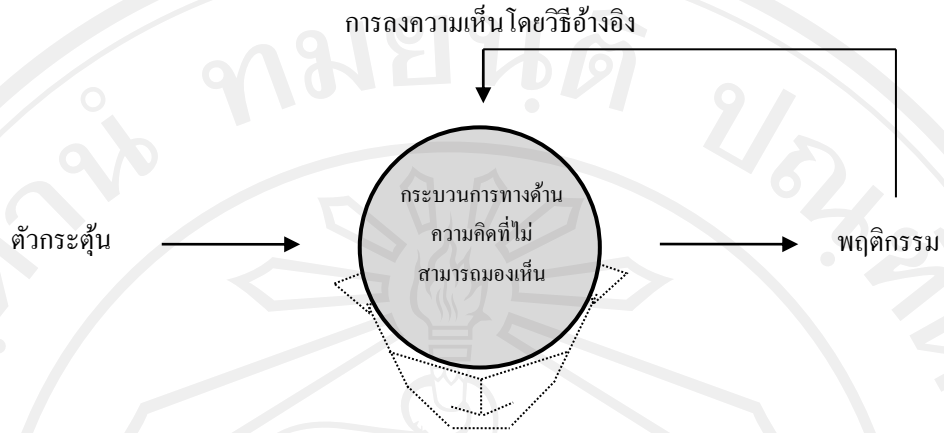 การลงความเห็นโดยวิธีอ้างอิง
กระบวนการทางด้าน
ความคิดที่ไม่
สามารถมองเห็น
ตัวกระตุ้น
พฤติกรรม